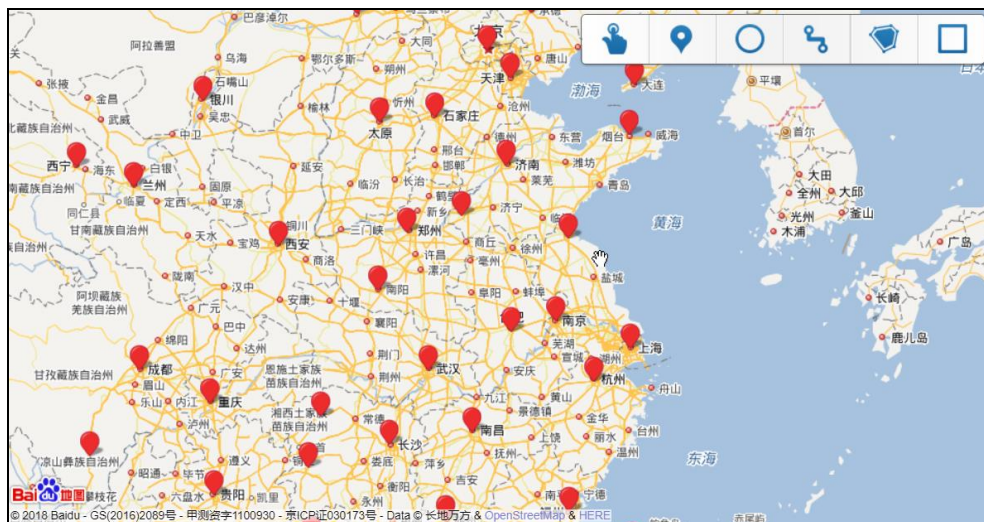 巴彦淖尔
大同
北京
唐山
阿拉善盟
乌海
鄂尔多斯
朔州
天津
渤海
大连
平壤
张掖
石嘴山
银川
金昌
吴忠
榆林
忻州
石家庄
沧州
武威
中卫
太原
德州
东营
烟台
威海
首尔
西宁
海东
白银
延安
邢台
邯郸
济南
潍坊
兰州
固原
临汾
长治
莱芜
青岛
大田
全州
大邱
临夏
定西
平凉
同仁县
甘南藏族自治州
铜川
三门峡
新乡
济宁
光州
釜山
木浦
黄海
天水
宝鸡
西安
郑州
商丘
徐州
广岛
商洛
许昌
漯河
亳州
盐城
陇南
汉中
南阳
阜阳
蚌埠
长崎
阿坝藏族
羌族自治州
广元
安康
十堰
襄阳
南京
鹿儿岛
绵阳
巴中
达州
荆门
芜湖
上海
湖州
宣城
成都
甘孜藏族自治州
广安
恩施土家族
苗族自治州
荆州
武汉
安庆
杭州
舟山
眉山
乐山
内江
重庆
九江
黄山
景德镇
金华
泸州
湘西土家族
苗族自治州
常德
南昌
上饶
丽水
台州
凉山彝族自治州
长沙
温州
东海
昭通
毕节
遵义
娄底
萍乡
抚州
攀枝花
六盘水
贵阳
凯里
衡阳
永州
吉安
宁德
Bai du 地图
© 2018 Baidu - GS(2016)2089号 - 甲测资字1100930 - 京ICP证030173号 - Data © 长地万方 & OpenStreetMap & HERE